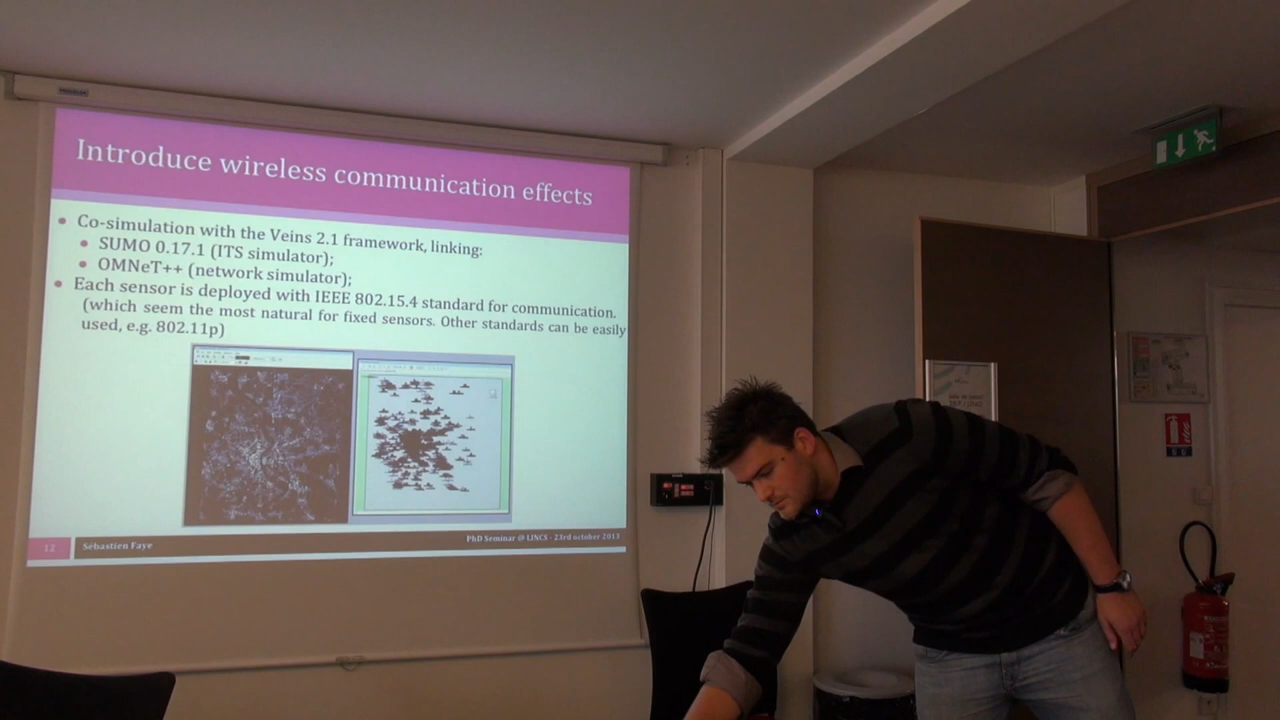 Introduce wireless communication effects
• Co-simulation with the Veins 2.1 framework, linking:
• SUMO 0.17.1 (ITS simulator);
• OMNeT++ (network simulator);
• Each sensor is deployed with IEEE 802.15.4 standard for communication.
(which seem the most natural for fixed sensors. Other standards can be easily
used, e.g. 802.11p)
12
Sébastien Faye
PhD Seminar @ LINCS - 23rd october 2013